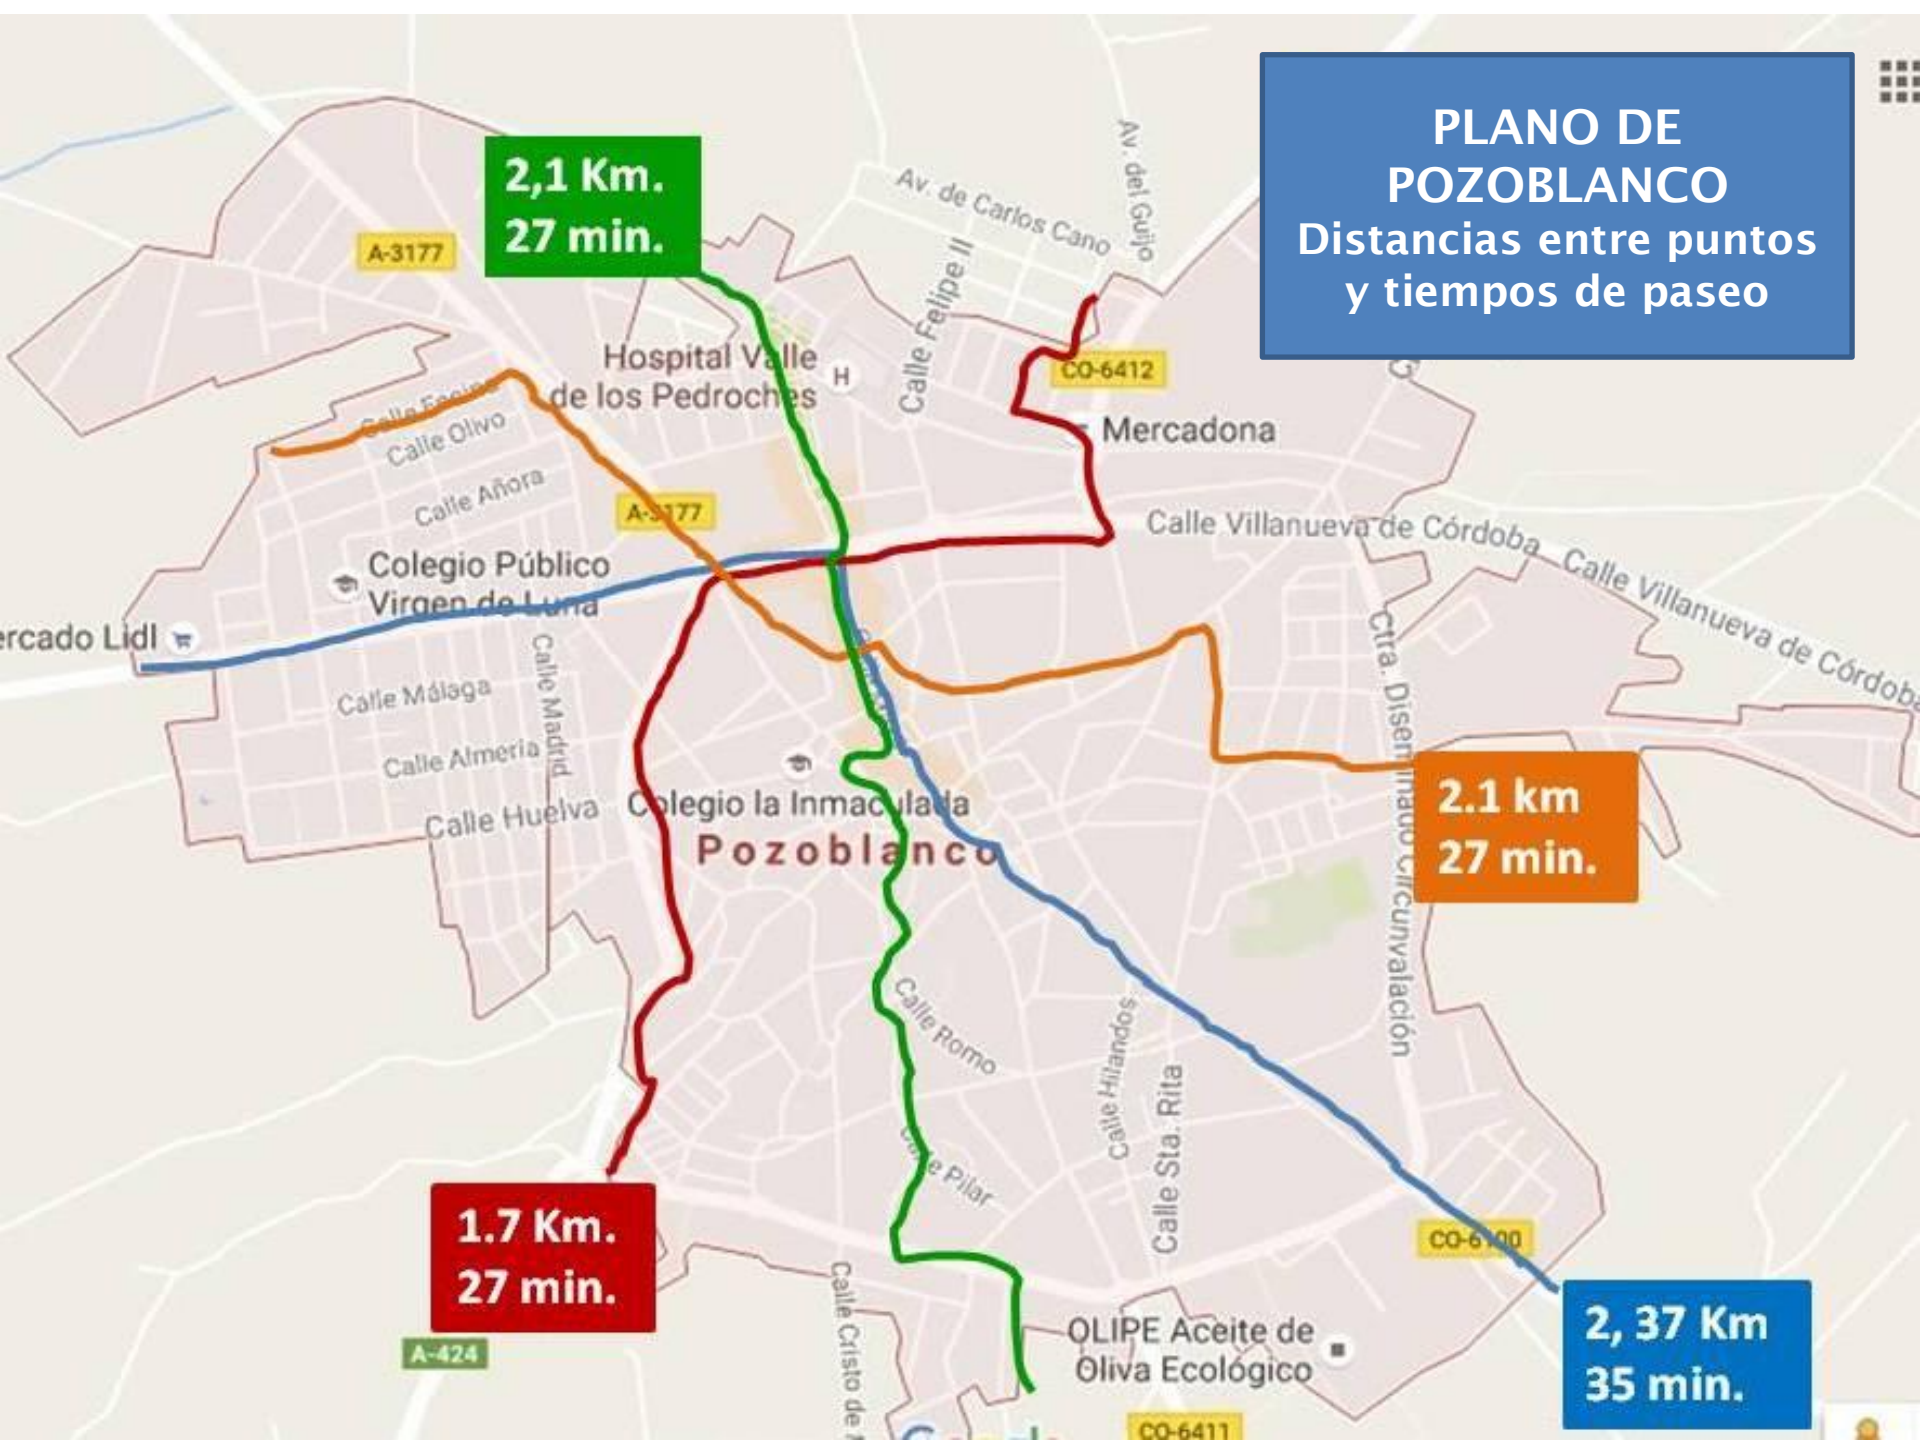 PLANO DE
POZOBLANCO
Distancias entre puntos
y tiempos de paseo
2,1 Km.
27 min.
A-3177
Av. de Carlos Cano
Av. del Guijo
Calle Felipe II
Hospital Valle
de los Pedroches
H
CO-6412
Mercadona
Calle Olivo
Calle Añora
A-3177
Calle Villanueva de Córdoba
Calle Villanueva de Córdoba
Colegio Público
Virgen de Luna
ercado Lidl
Calle Madrid
Calle Málaga
Calle Almería
Calle Huelva
Colegio la Inmaculada
Pozoblanco
Ctra. Diseminado Circunvalación
2.1 km
27 min.
Calle Romo
Calle Hilandos
Calle Sta. Rita
Calle Pilar
1.7 Km.
27 min.
A-424
Calle Cristo de
CO-6100
OLIPE Aceite de
Oliva Ecológico
2, 37 Km
35 min.
CO-6411